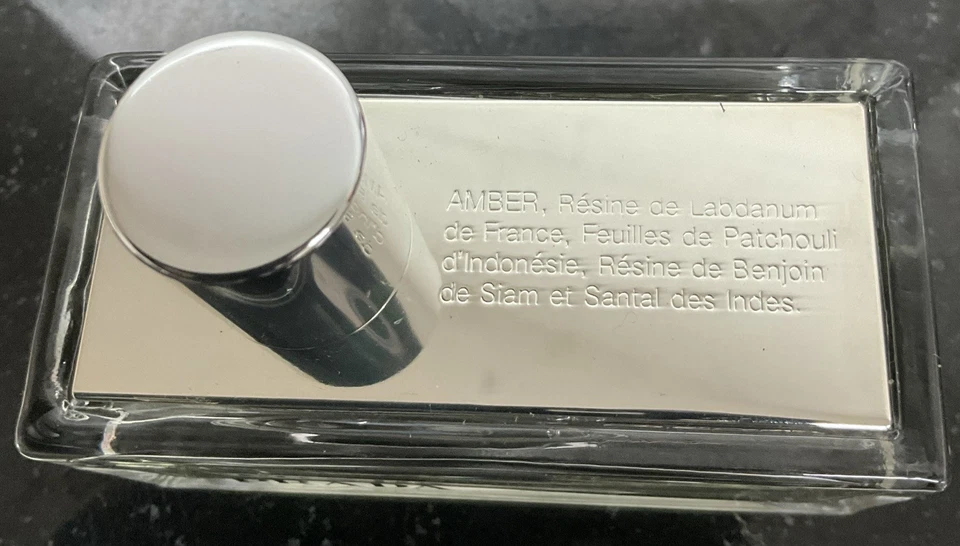 AMBER, Résine de Labdanum
de France, Feuilles de Patchouli
d'Indonésie, Résine de Benjoin
de Siam et Santal des Indes.